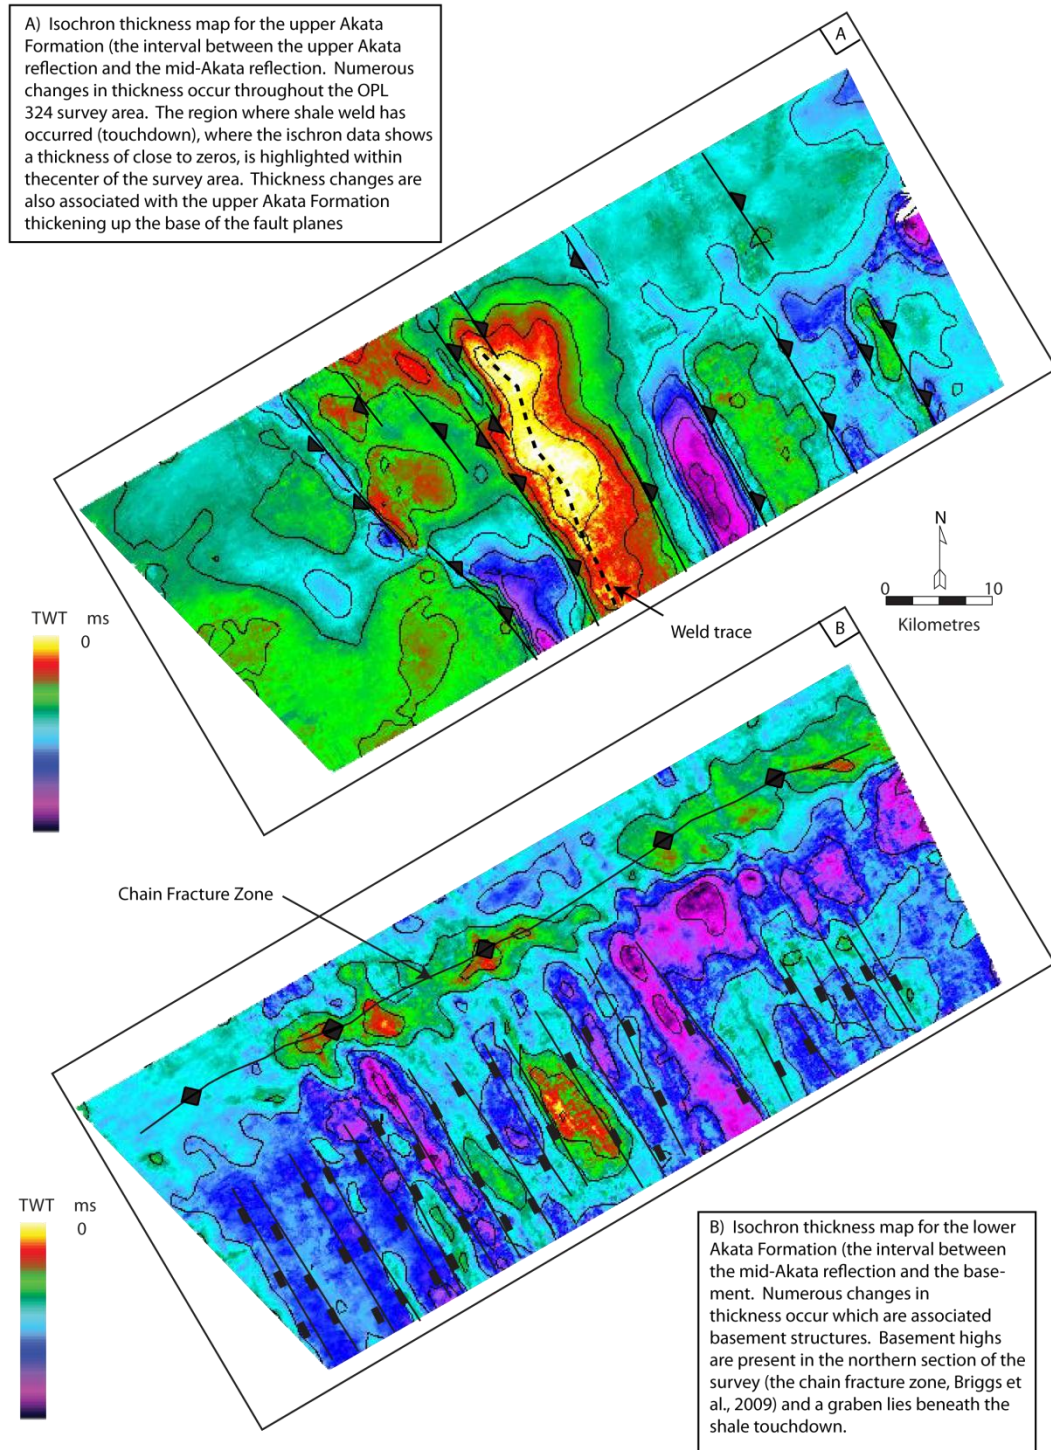 A) Isochron thickness map for the upper Akata
Formation (the interval between the upper Akata
reflection and the mid-Akata reflection. Numerous
changes in thickness occur throughout the OPL
324 survey area. The region where shale weld has
occurred (touchdown), where the ischron data shows
a thickness of close to zeros, is highlighted within
thecenter of the survey area. Thickness changes are
also associated with the upper Akata Formation
thickening up the base of the fault planes
A
N
0 10
Kilometres
Weld trace
TWT ms
0
B
Chain Fracture Zone
TWT ms
0
B) Isochron thickness map for the lower
Akata Formation (the interval between
the mid-Akata reflection and the base-
ment. Numerous changes in
thickness occur which are associated
basement structures. Basement highs
are present in the northern section of the
survey (the chain fracture zone, Briggs et
al., 2009) and a graben lies beneath the
shale touchdown.